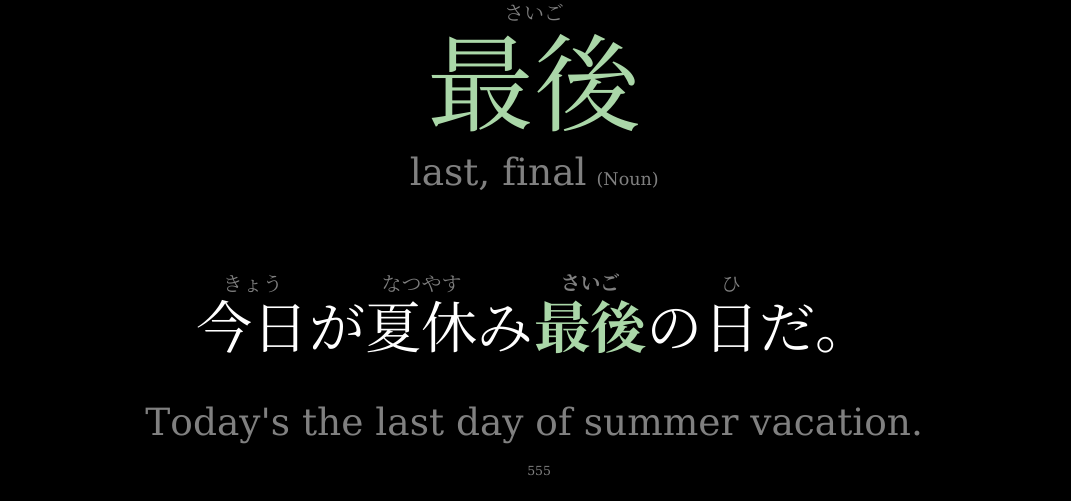 さいご
最後
last, final (Noun)
きょう なつやす さいご ひ
今日が夏休み最後の日だ。
Today's the last day of summer vacation.
555